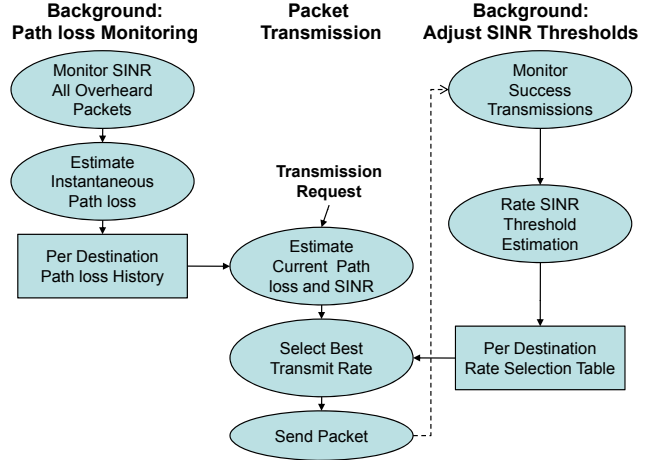 Background:
Path loss Monitoring
Monitor SINR
All Overheard
Packets
Estimate
Instantaneous
Path loss
Per Destination
Path loss History
Packet
Transmission
Transmission
Request
Estimate
Current Path
loss and SINR
Select Best
Transmit Rate
Send Packet
Background:
Adjust SINR Thresholds
Monitor
Success
Transmissions
Rate SINR
Threshold
Estimation
Per Destination
Rate Selection Table